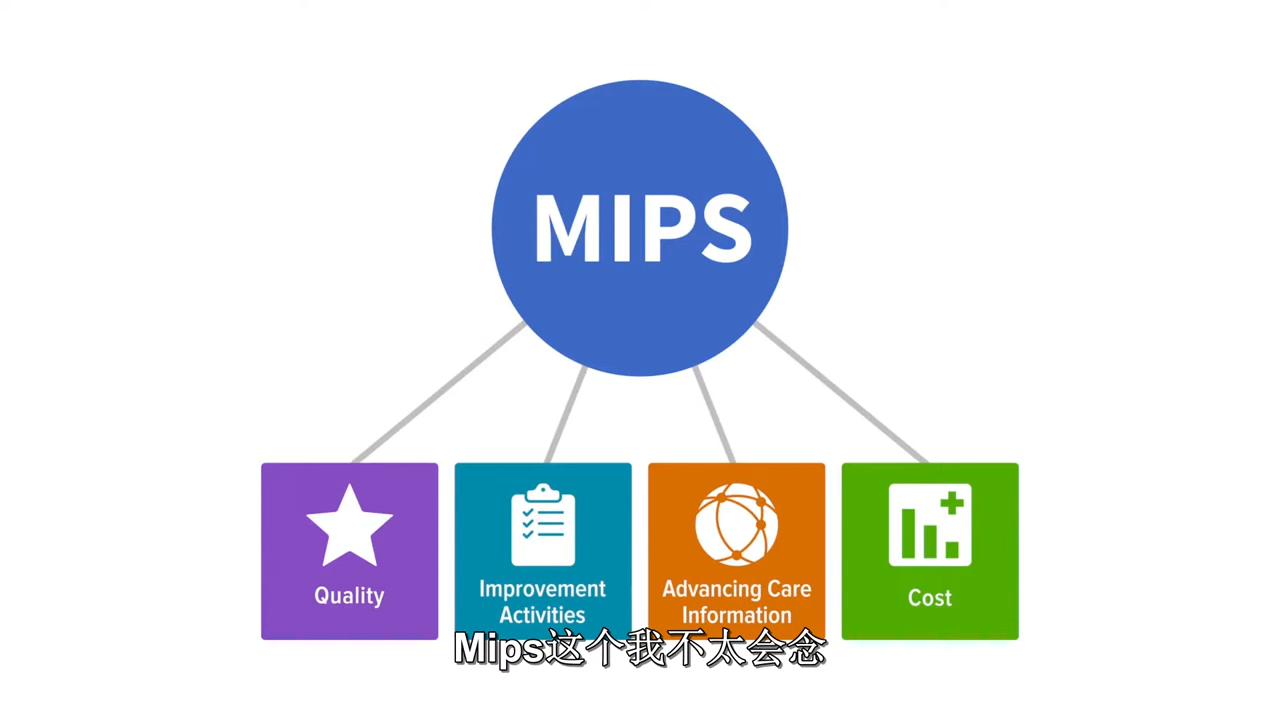 MIPS
Quality
Improvement
Activities
Advancing Care
Information
Cost
Mips这个我不太会念